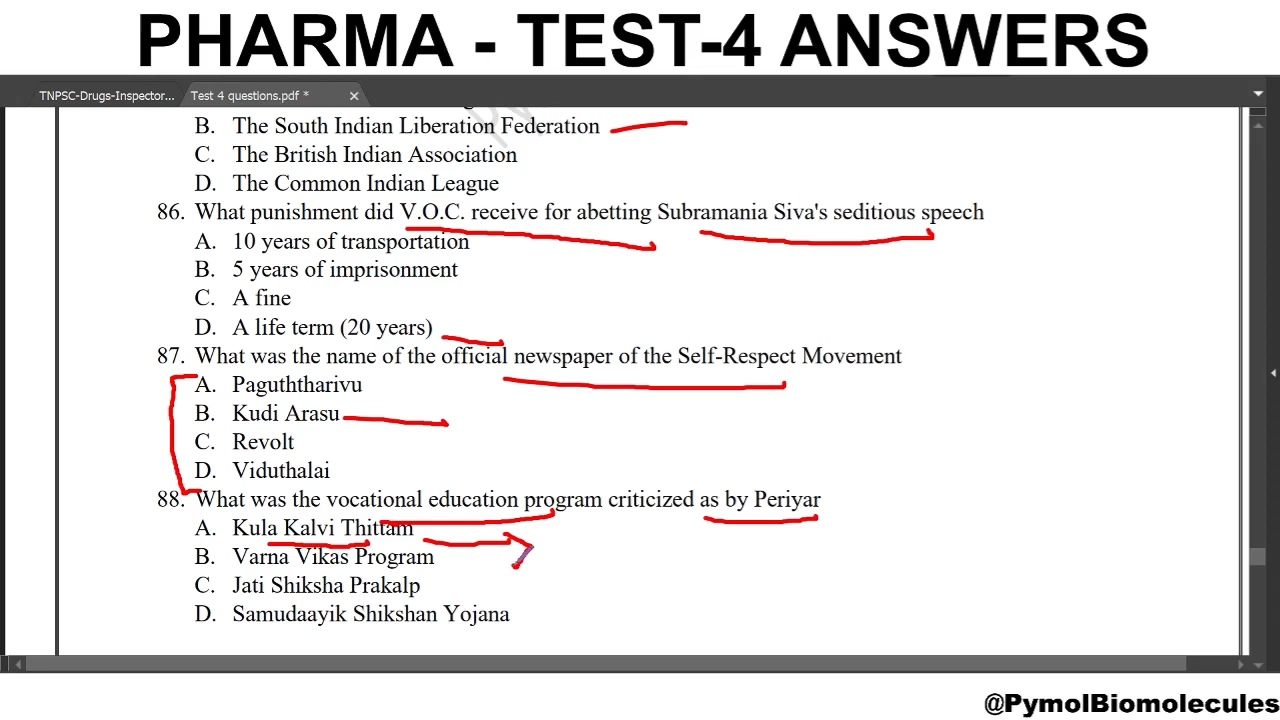 PHARMA - TEST-4 ANSWERS
TNPSC-Drugs-Inspector... Test 4 questions.pdf *
B. The South Indian Liberation Federation
C. The British Indian Association
D. The Common Indian League
86. What punishment did V.O.C. receive for abetting Subramania Siva's seditious speech
A. 10 years of transportation
B. 5 years of imprisonment
C. A fine
D. A life term (20 years)
87. What was the name of the official newspaper of the Self-Respect Movement
A. Paguththarivu
B. Kudi Arasu
C. Revolt
D. Viduthalai
88. What was the vocational education program criticized as by Periyar
A. Kula Kalvi Thittam
B. Varna Vikas Program
C. Jati Shiksha Prakalp
D. Samudaayik Shikshan Yojana
@PymolBiomolecules